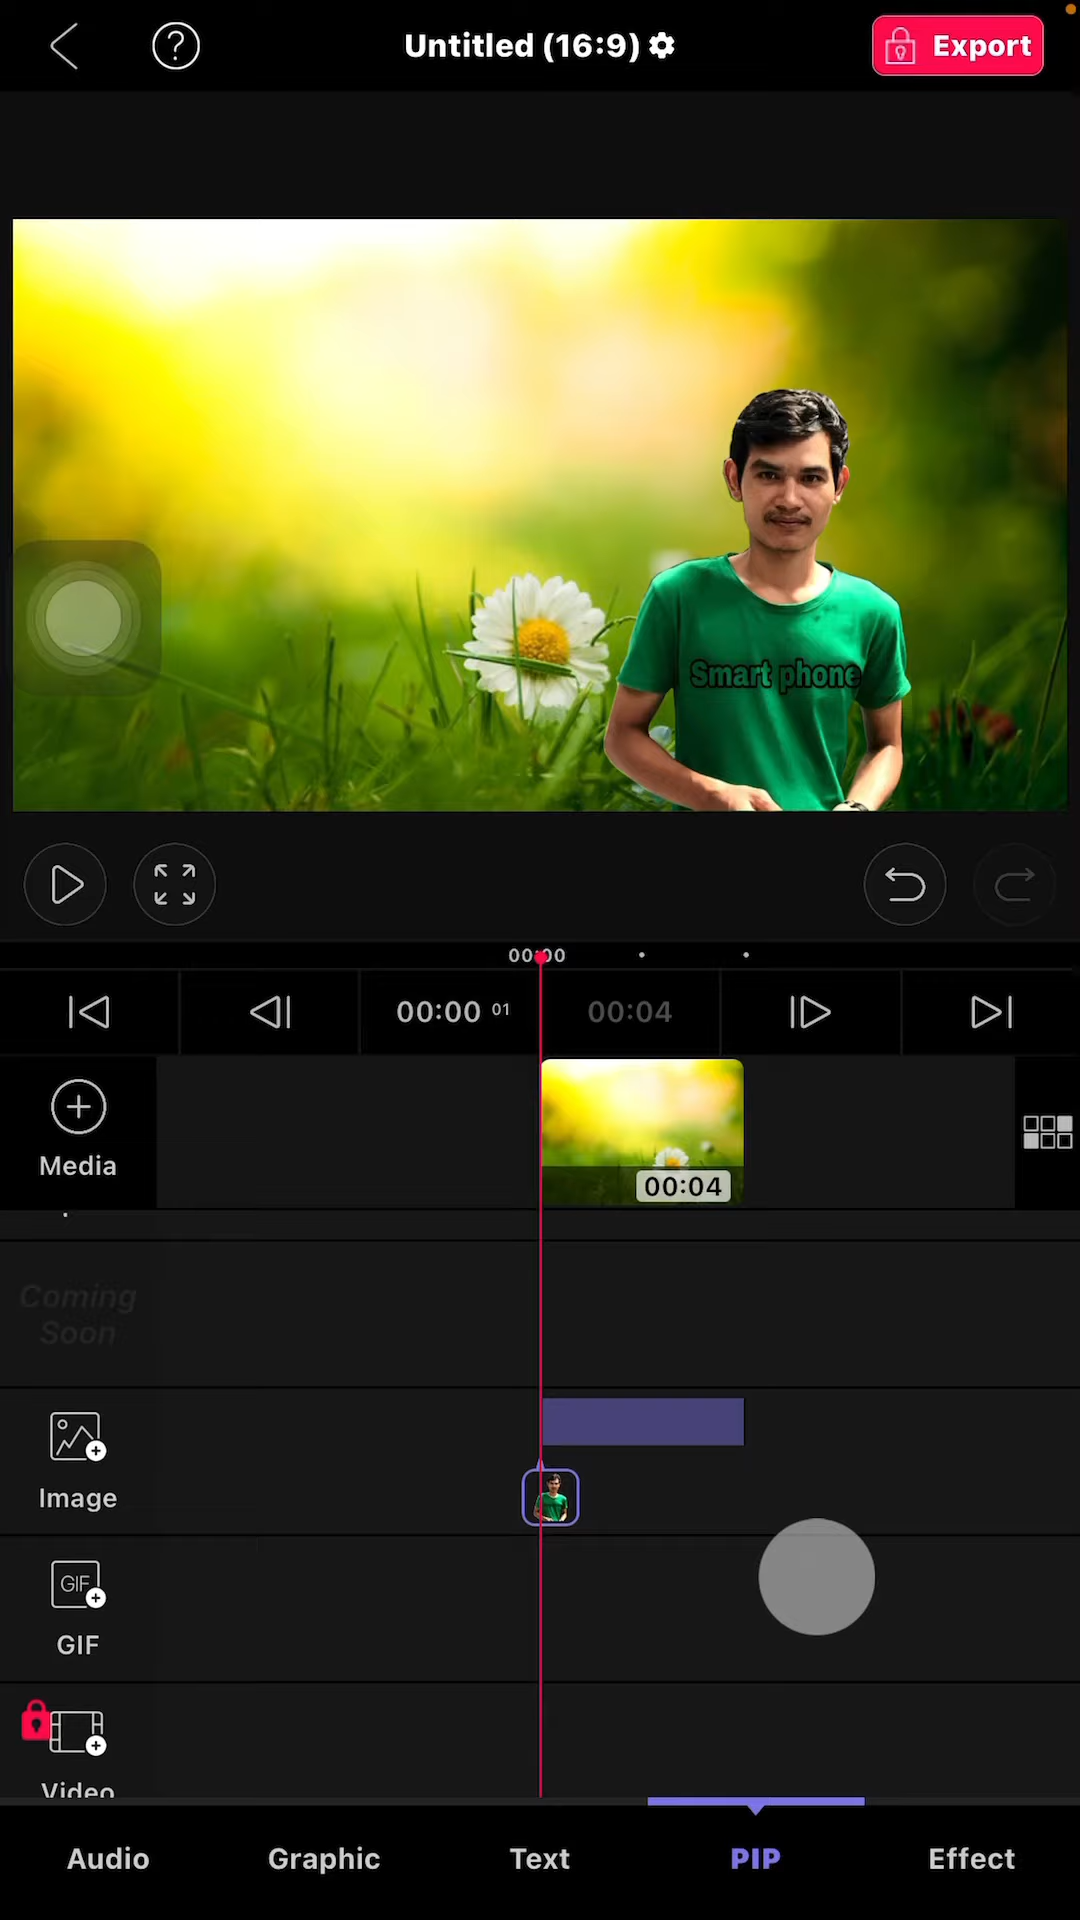 Untitled (16:9)
Export
Smart phone
00:00
00:00 01
00:04
Media
00:04
Coming
Soon
Image
GIF
GIF
Video
Audio
Graphic
Text
PIP
Effect